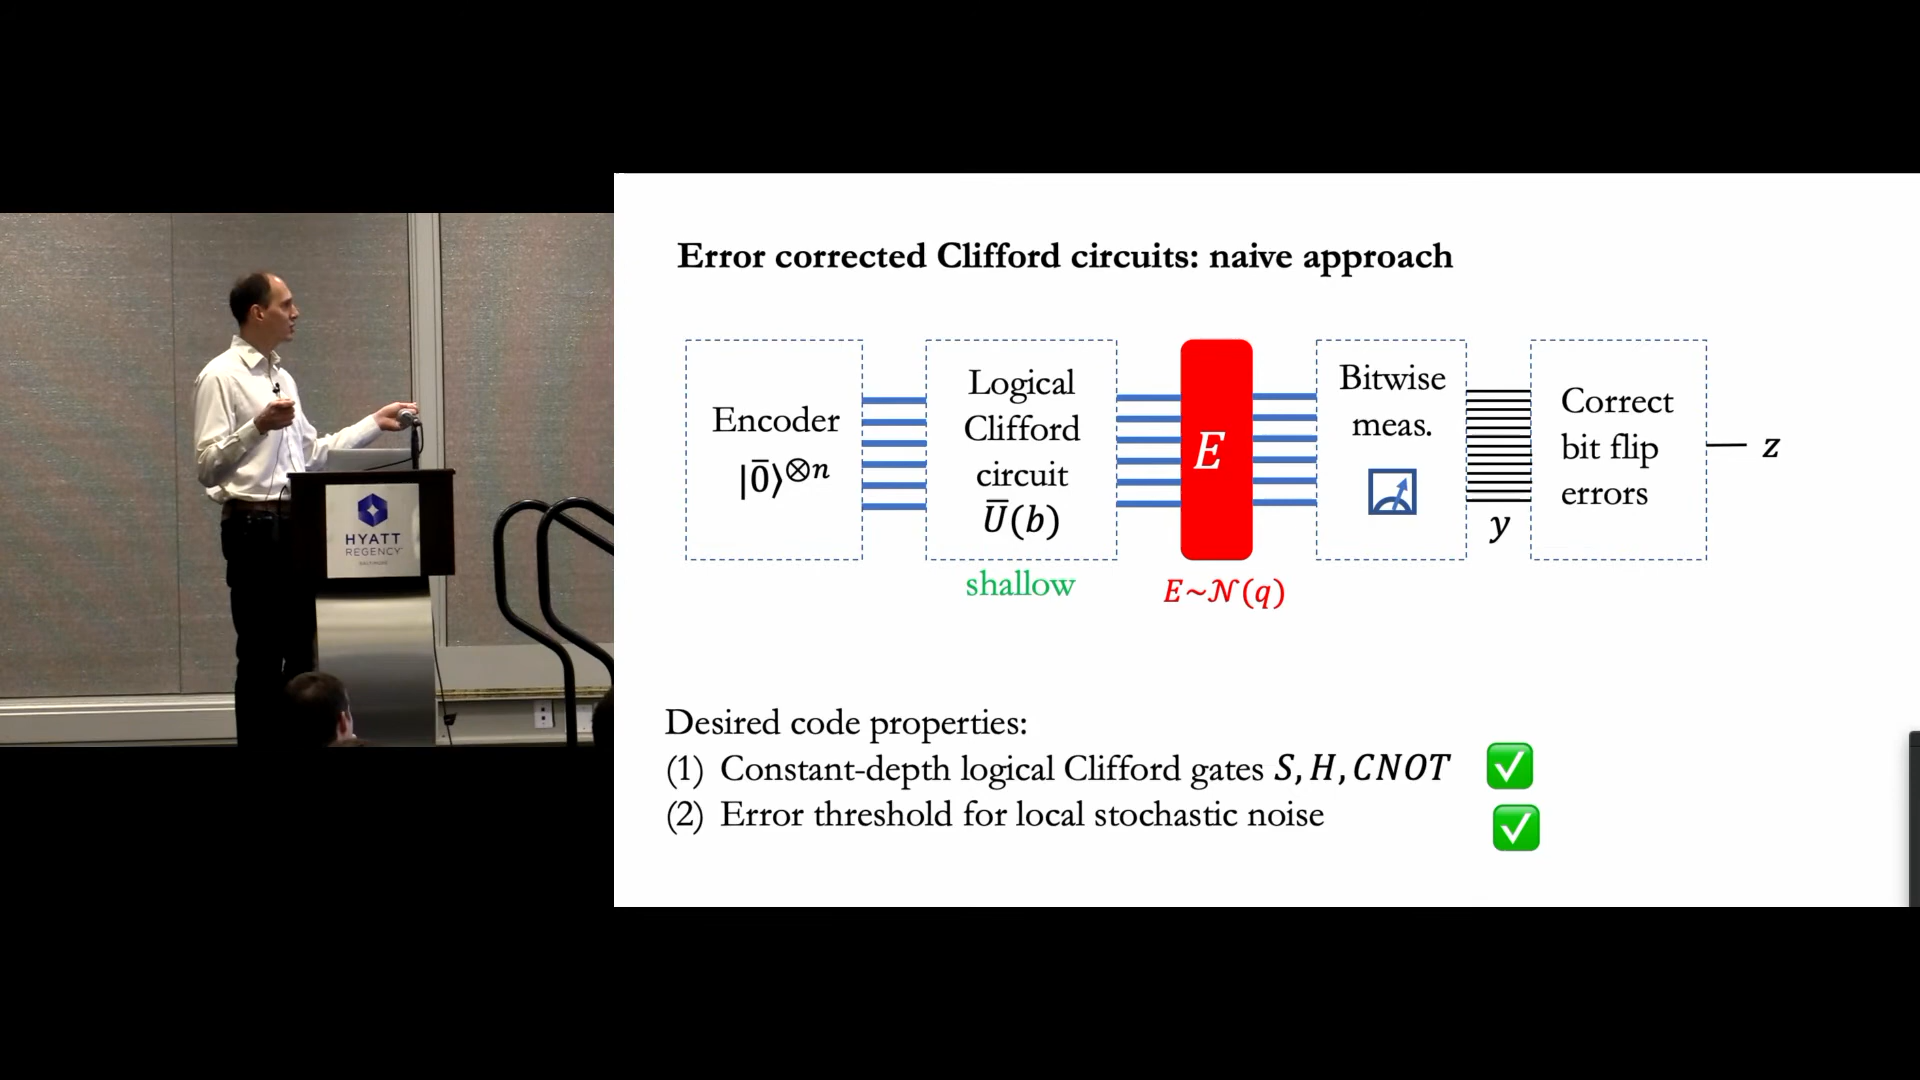 Error corrected Clifford circuits: naive approach
Encoder
|0̅⟩⊗ⁿ
Logical
Clifford
circuit
U̅(b)
shallow
E
E~𝒩(q)
Bitwise
meas.
y
Correct
bit flip
errors
z
Desired code properties:
(1) Constant-depth logical Clifford gates S, H, CNOT
(2) Error threshold for local stochastic noise
HYATT
REGENCY
BALTIMORE